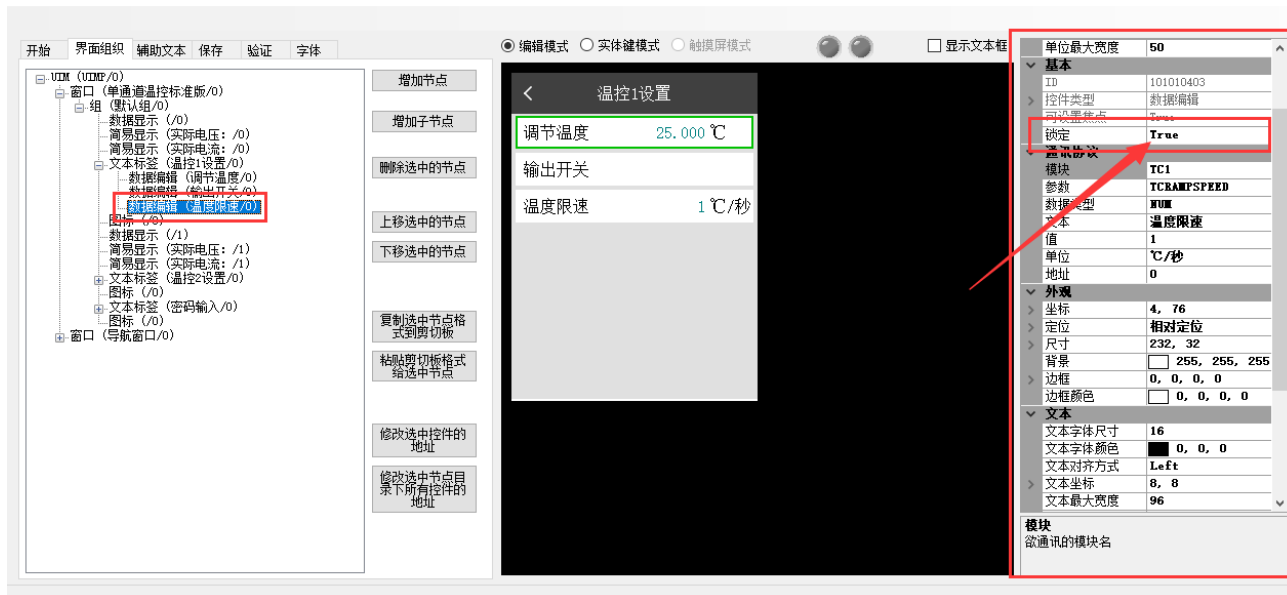 开始 界面组织 辅助文本 保存 验证 字体
编辑模式 实体键模式 触摸屏模式 显示文本框
UIM (UIMP/0)
窗口 (单通道温控标准版/0)
组 (默认组/0)
数据显示 (/0)
简易显示 (实际电压: /0)
简易显示 (实际电流: /0)
文本标签 (温控1设置/0)
数据编辑 (调节温度/0)
数据编辑 (输出开关/0)
数据编辑 (温度限速/0)
图标 (/0)
数据显示 (/1)
简易显示 (实际电压: /1)
简易显示 (实际电流: /1)
文本标签 (温控2设置/0)
图标 (/0)
文本标签 (密码输入/0)
图标 (/0)
窗口 (导航窗口/0)
增加节点
增加子节点
删除选中的节点
上移选中的节点
下移选中的节点
复制选中节点格
式到剪切板
粘贴剪切板格式
给选中节点
修改选中控件的
地址
修改选中节点目
录下所有控件的
地址
温控1设置
调节温度 25.000 ℃
输出开关
温度限速 1 ℃/秒
单位最大宽度 50
基本
ID 101010403
控件类型 数据编辑
可设置焦点 True
锁定 True
通讯协议
模块 TC1
参数 TCRAMPSPEED
数据类型 NUM
文本 温度限速
值 1
单位 ℃/秒
地址 0
外观
坐标 4, 76
定位 相对定位
尺寸 232, 32
背景 255, 255, 255
边框 0, 0, 0, 0
边框颜色 0, 0, 0, 0
文本
文本字体尺寸 16
文本字体颜色 0, 0, 0
文本对齐方式 Left
文本坐标 8, 8
文本最大宽度 96
模块
欲通讯的模块名